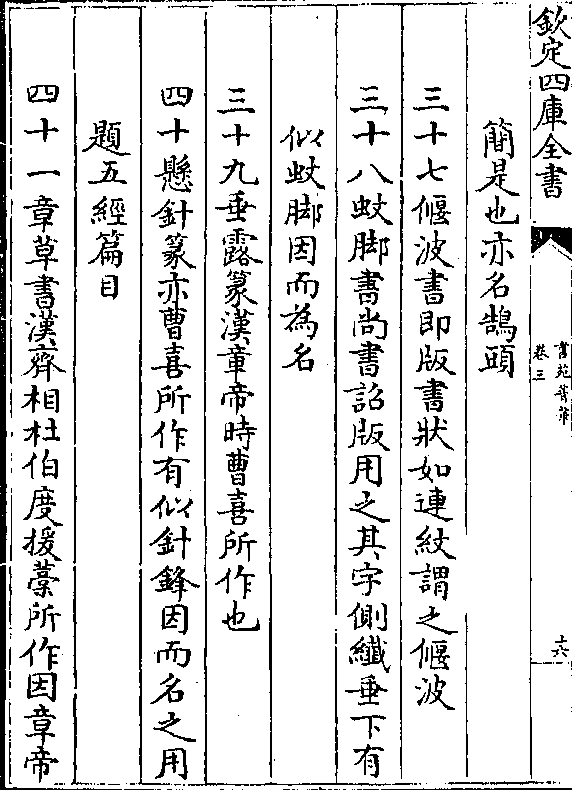 欽定四庫全書
書苑菁華
卷三
十六
簡是也亦名鵠頭
三十七偃波書即版書狀如連紋謂之偃波
三十八蚊脚書尚書詔版用之其字側纖垂下有
似蚊脚因而為名
三十九垂露篆漢章帝時曹喜所作也
四十懸針篆亦曹喜所作有似針鋒因而名之用
題五經篇目
四十一章草書漢齊相杜伯度援藁所作因章帝